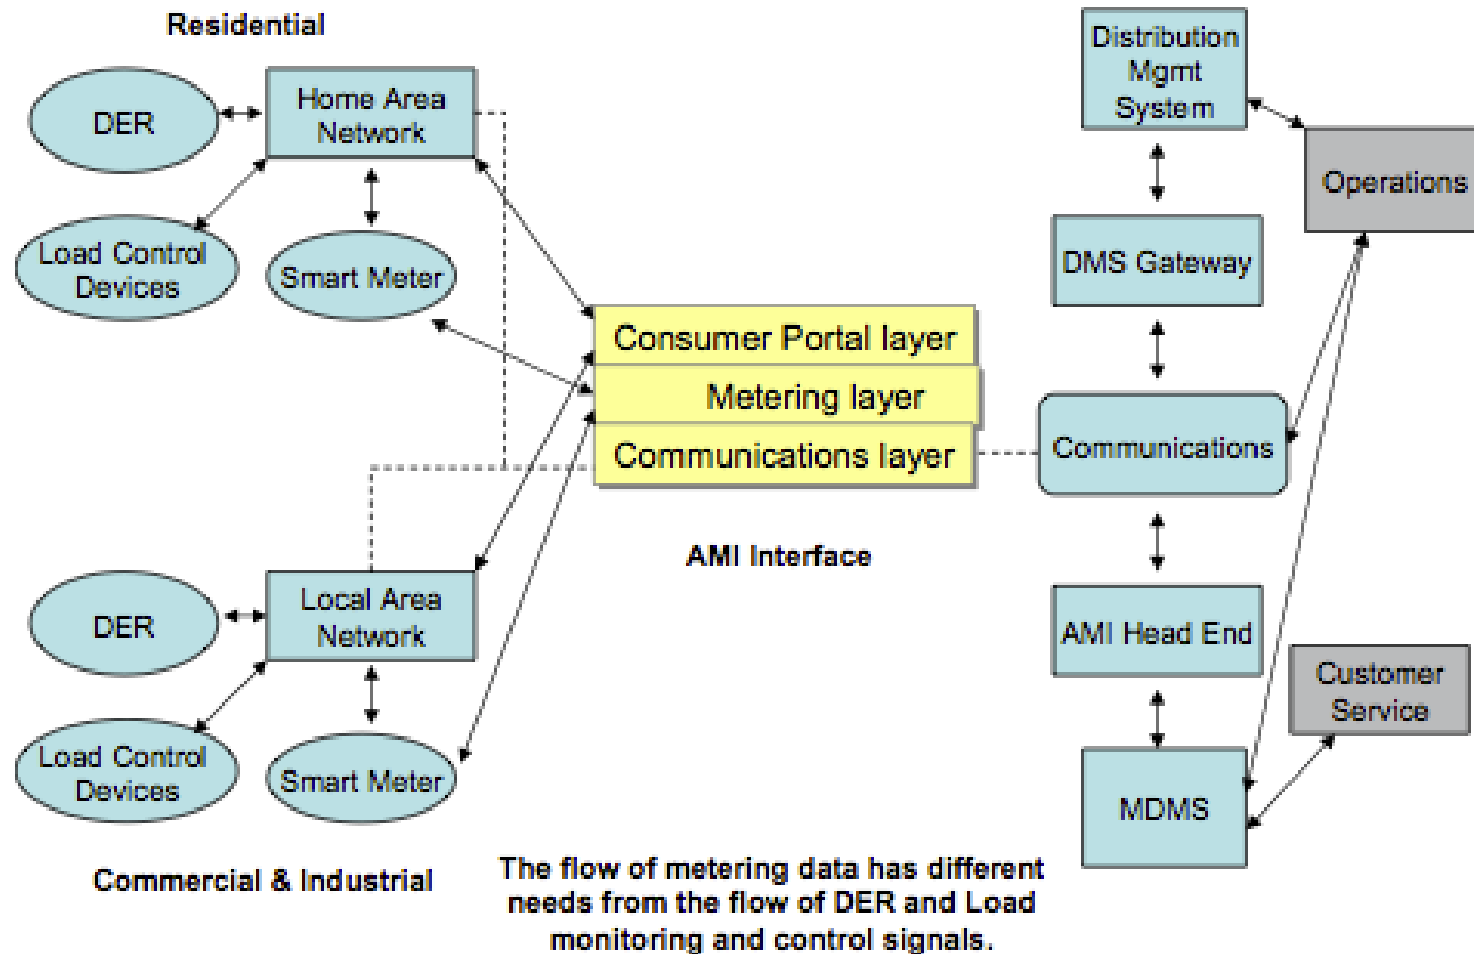 Residential
DER
Home Area
Network
Load Control
Devices
Smart Meter
Distribution
Mgmt
System
Operations
DMS Gateway
Consumer Portal layer
Metering layer
Communications layer
Communications
AMI Interface
DER
Local Area
Network
Load Control
Devices
Smart Meter
AMI Head End
Customer
Service
MDMS
Commercial & Industrial
The flow of metering data has different
needs from the flow of DER and Load
monitoring and control signals.